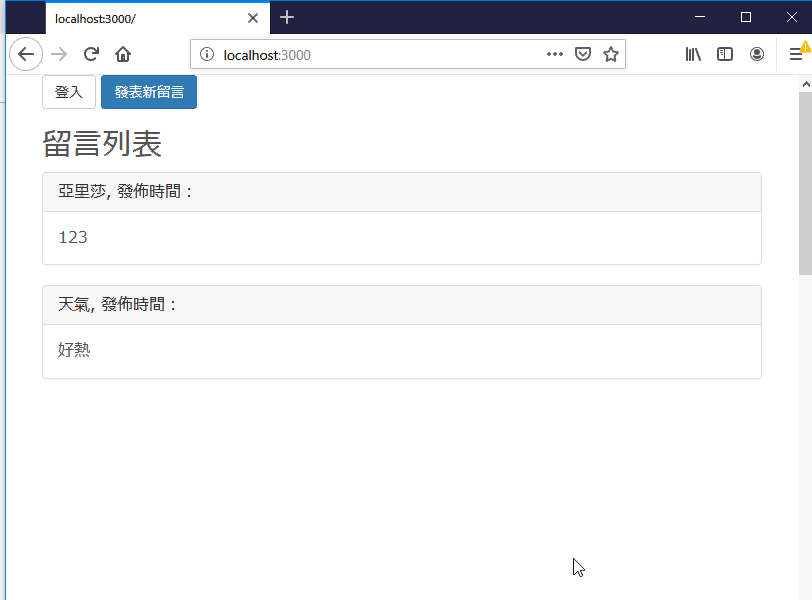 localhost:3000/
localhost:3000
登入 發表新留言
留言列表
亞里莎, 發佈時間：
123
天氣, 發佈時間：
好熱